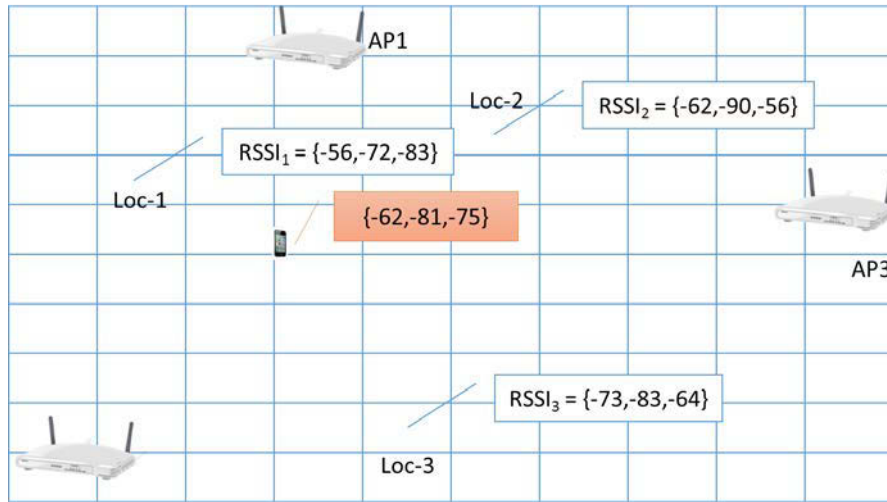 AP1
Loc-2
RSSI₂ = {-62,-90,-56}
RSSI₁ = {-56,-72,-83}
Loc-1
{-62,-81,-75}
AP3
RSSI₃ = {-73,-83,-64}
Loc-3